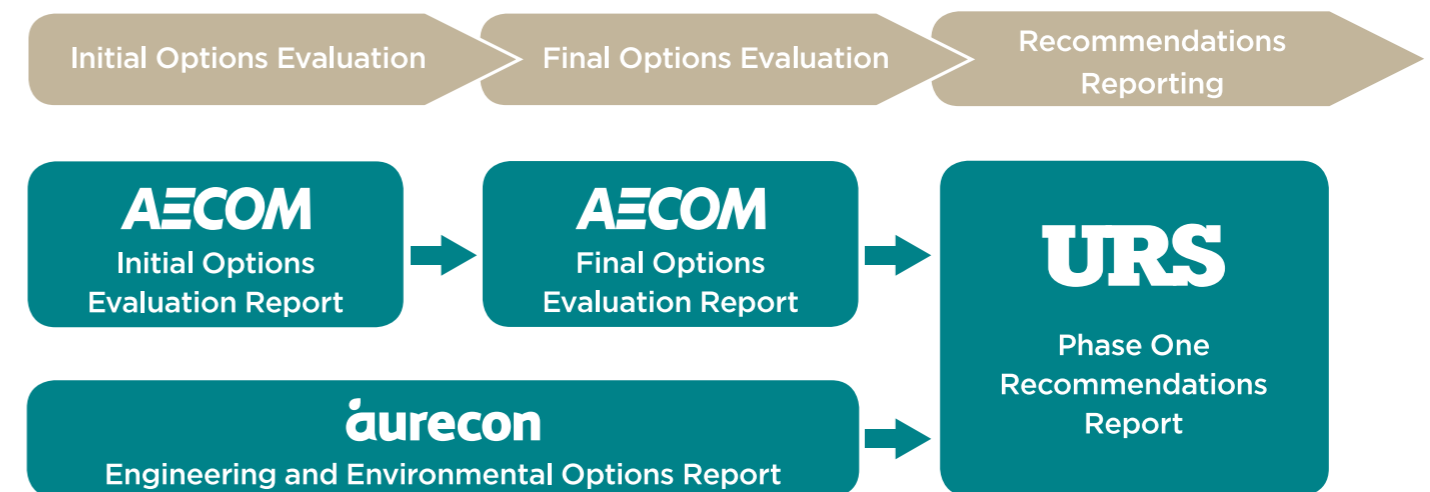 Initial Options Evaluation
Final Options Evaluation
Recommendations
Reporting
AECOM
Initial Options
Evaluation Report
AECOM
Final Options
Evaluation Report
URS
Phase One
Recommendations
Report
aurecon
Engineering and Environmental Options Report